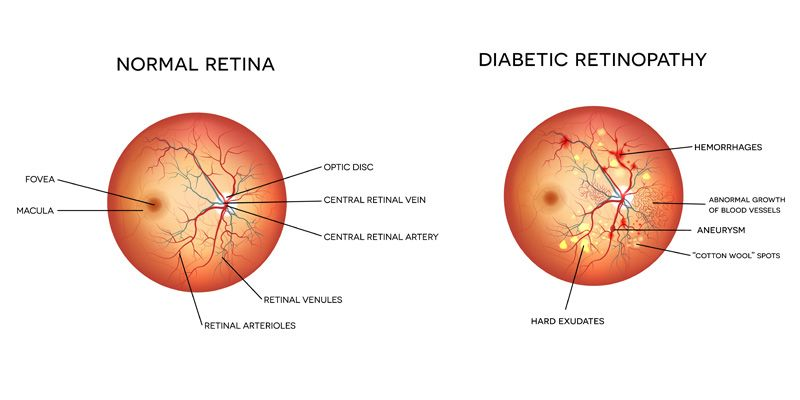 NORMAL RETINA
FOVEA
MACULA
OPTIC DISC
CENTRAL RETINAL VEIN
CENTRAL RETINAL ARTERY
RETINAL VENULES
RETINAL ARTERIOLES
DIABETIC RETINOPATHY
HEMORRHAGES
ABNORMAL GROWTH
OF BLOOD VESSELS
ANEURYSM
"COTTON WOOL" SPOTS
HARD EXUDATES